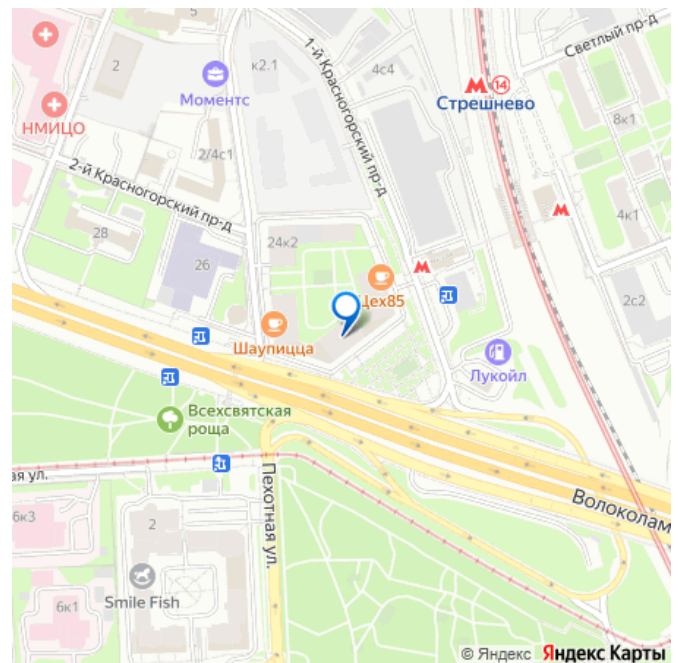 5
Светлый пр-д
2
к2.1
4с4
14
Моментс
1-й Красногорский пр-д
Стрешнево
8к1
НМИЦО
2/4с1
2-й Красногорский пр-д
4к1
28
24к2
26
Цех85
2с2
Шаупицца
Лукойл
Всехсвятская
роща
ая ул.
Пехотная ул.
Волоколам
6к3
2
Smile Fish
6к1
© Яндекс Яндекс Карты